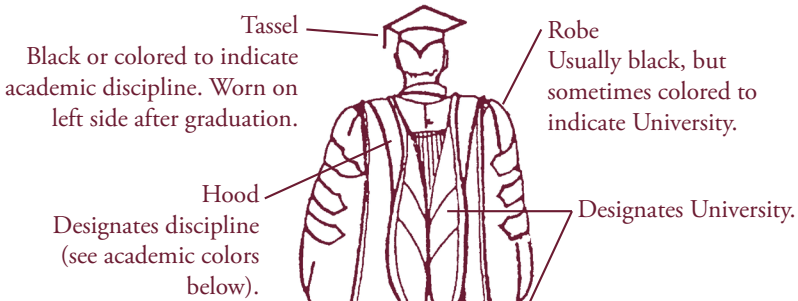 Tassel
Black or colored to indicate
academic discipline. Worn on
left side after graduation.
Robe
Usually black, but
sometimes colored to
indicate University.
Hood
Designates discipline
(see academic colors
below).
Designates University.